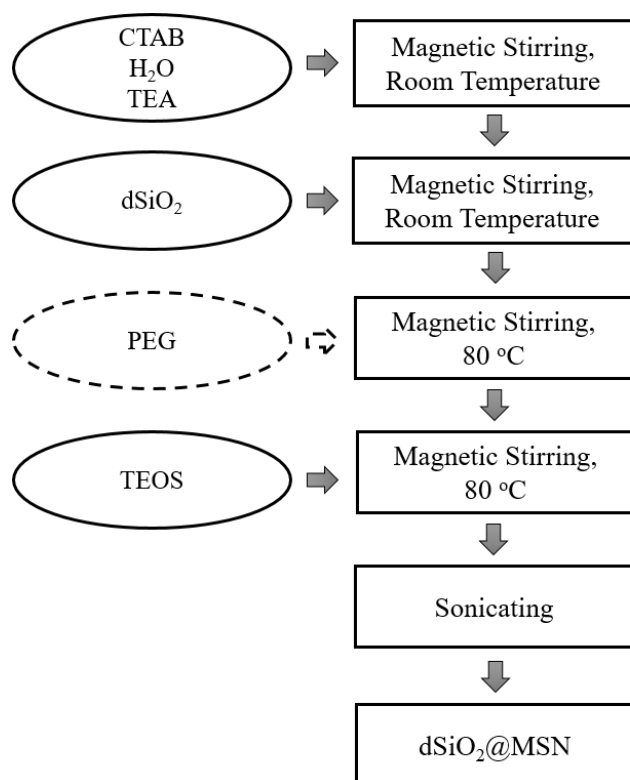 CTAB
H₂O
TEA
Magnetic Stirring,
Room Temperature
dSiO₂
Magnetic Stirring,
Room Temperature
PEG
Magnetic Stirring,
80 °C
TEOS
Magnetic Stirring,
80 °C
Sonicating
dSiO₂@MSN